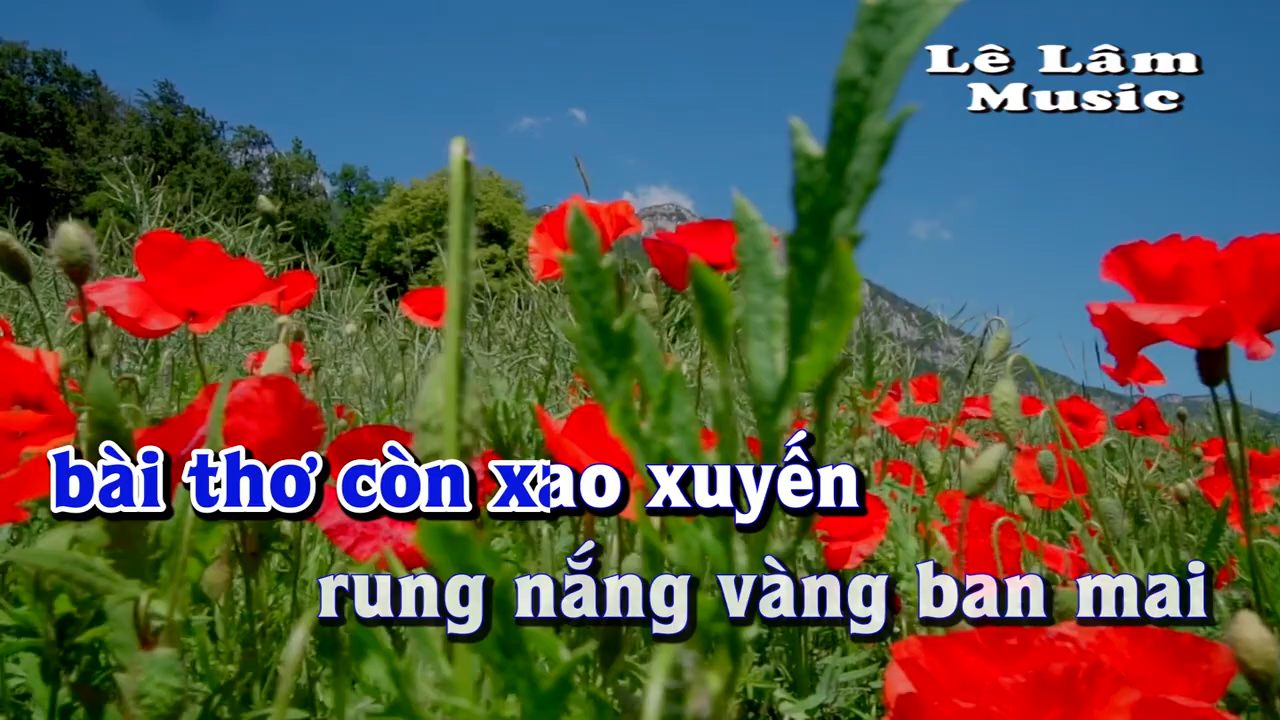 Lê Lâm
Music
bài thơ còn xao xuyến
rung nắng vàng ban mai